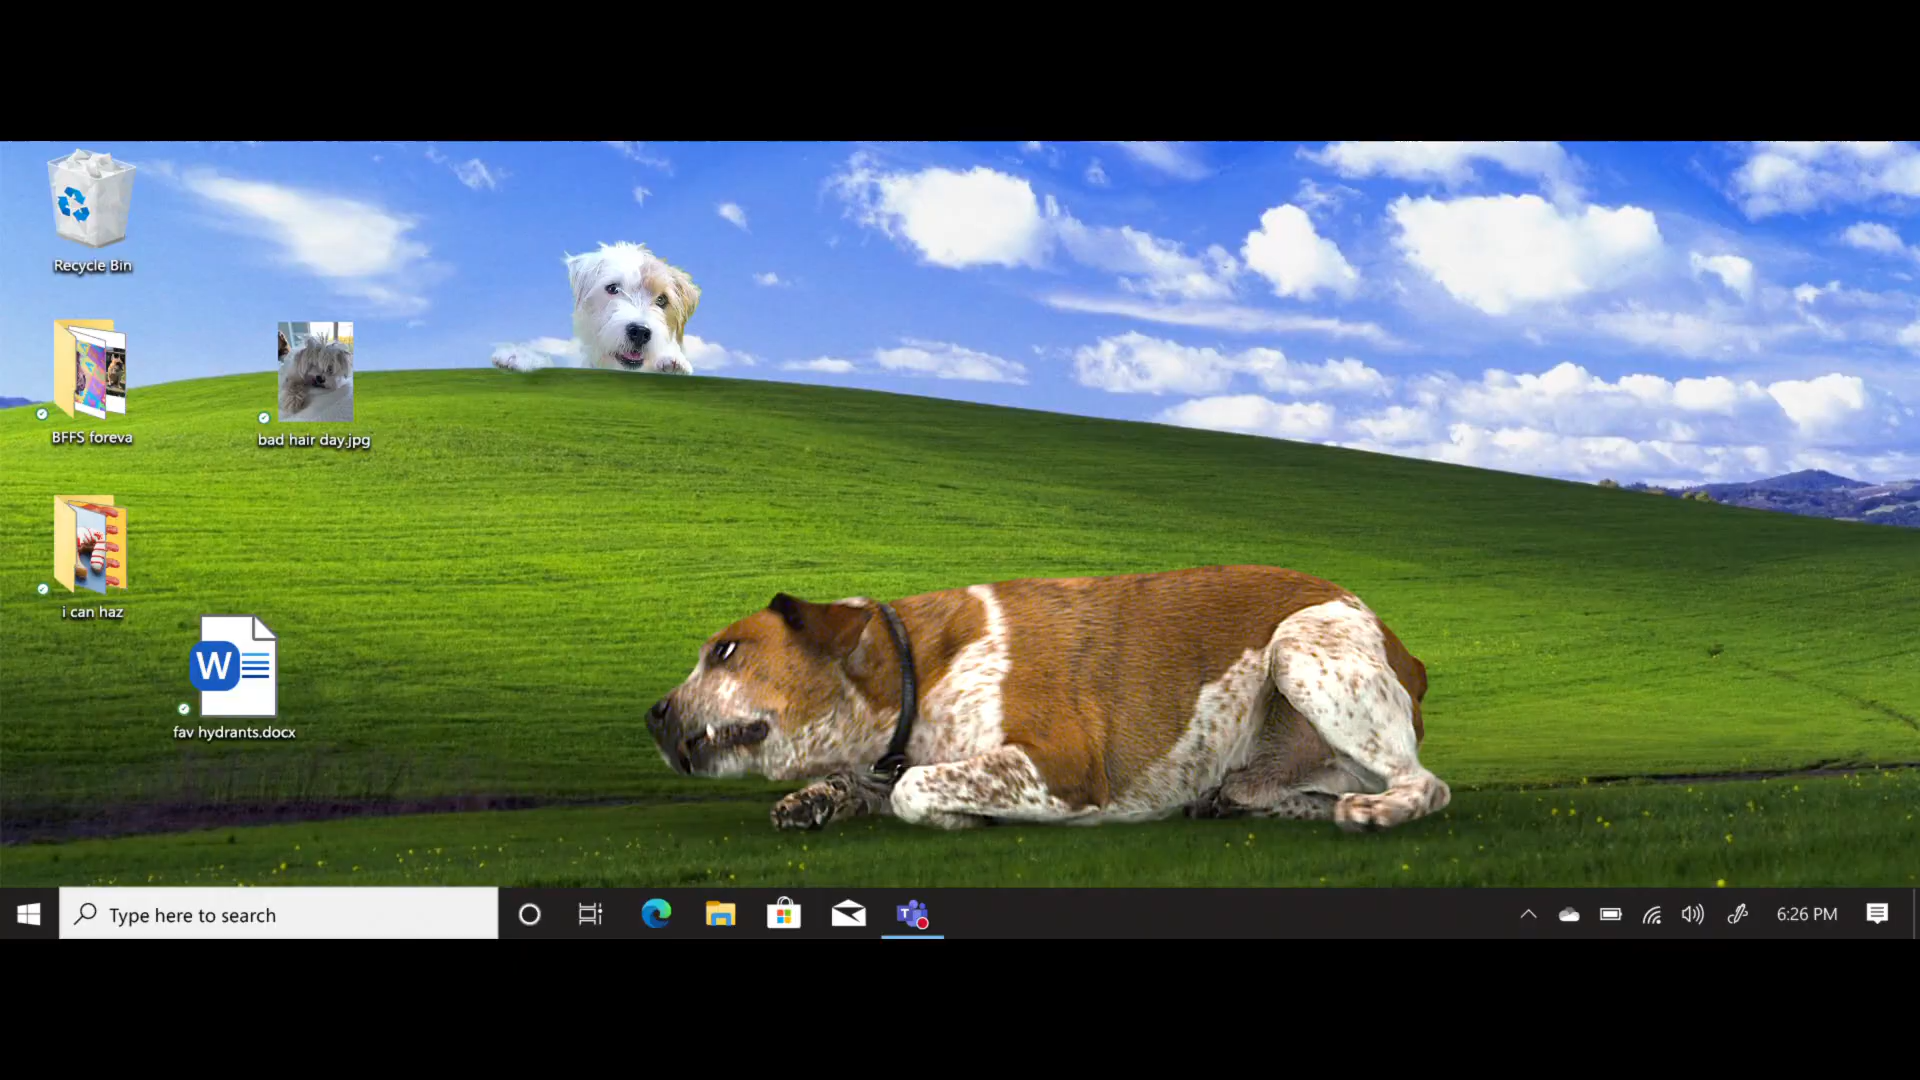 Recycle Bin
BFFS foreva
bad hair day.jpg
i can haz
W
fav hydrants.docx
Type here to search
T
6:26 PM